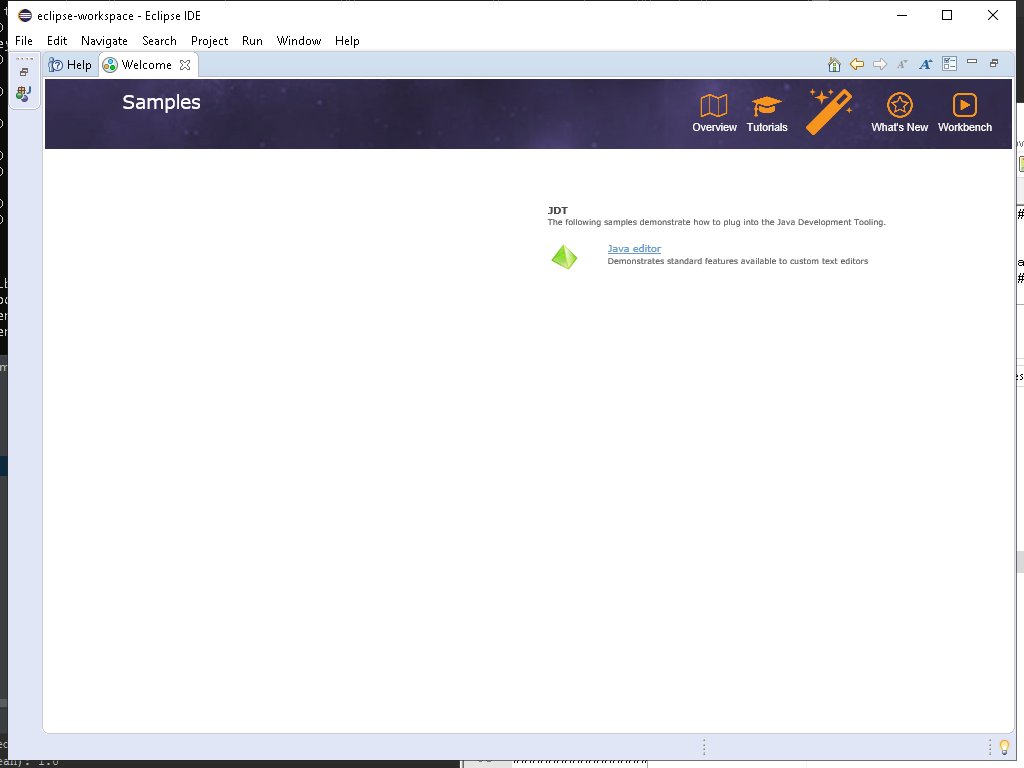 eclipse-workspace - Eclipse IDE
File Edit Navigate Search Project Run Window Help
Help Welcome
Samples
Overview Tutorials What's New Workbench
JDT
The following samples demonstrate how to plug into the Java Development Tooling.
Java editor
Demonstrates standard features available to custom text editors